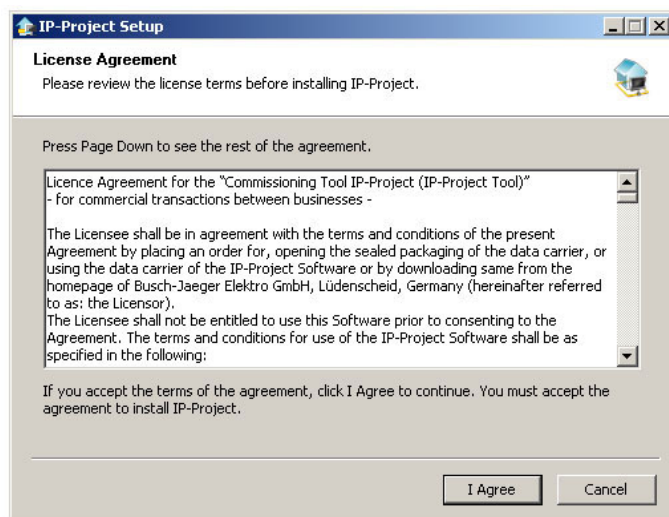 IP-Project Setup
License Agreement
Please review the license terms before installing IP-Project.
Press Page Down to see the rest of the agreement.
Licence Agreement for the “Commissioning Tool IP-Project (IP-Project Tool)”
- for commercial transactions between businesses -
The Licensee shall be in agreement with the terms and conditions of the present
Agreement by placing an order for, opening the sealed packaging of the data carrier, or
using the data carrier of the IP-Project Software or by downloading same from the
homepage of Busch-Jaeger Elektro GmbH, Lüdenscheid, Germany (hereinafter referred
to as: the Licensor).
The Licensee shall not be entitled to use this Software prior to consenting to the
Agreement. The terms and conditions for use of the IP-Project Software shall be as
specified in the following:
If you accept the terms of the agreement, click I Agree to continue. You must accept the
agreement to install IP-Project.
I Agree
Cancel